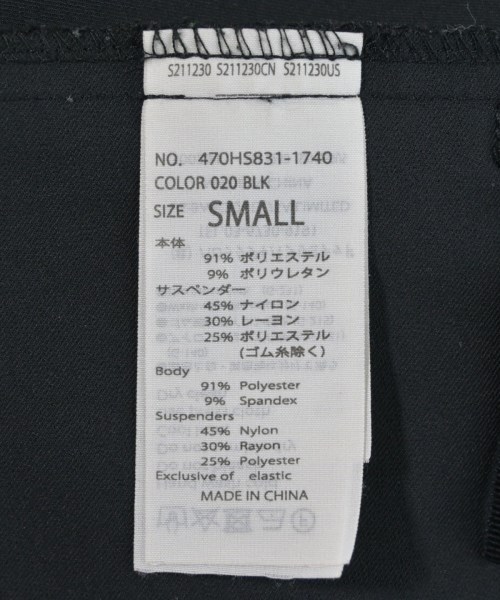 S211230 S211230CN S211230US
NO. 470HS831-1740
COLOR 020 BLK
SIZE SMALL
本体
91% ポリエステル
9% ポリウレタン
サスペンダー
45% ナイロン
30% レーヨン
25% ポリエステル
(ゴム糸除く)
Body
91% Polyester
9% Spandex
Suspenders
45% Nylon
30% Rayon
25% Polyester
Exclusive of elastic
MADE IN CHINA